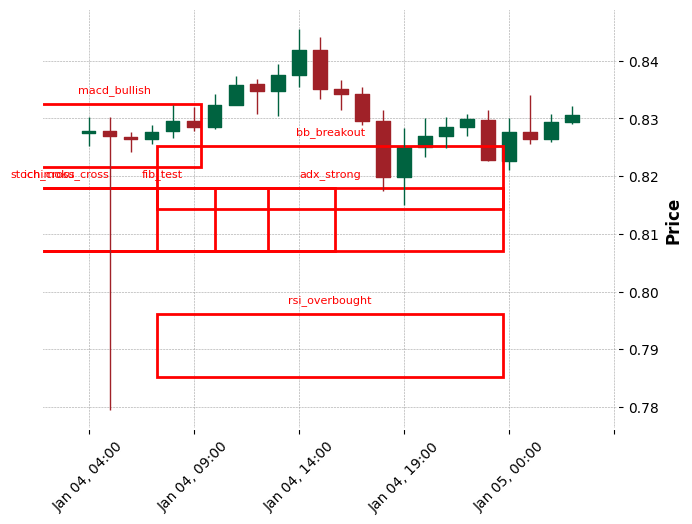 macd_bullish
bb_breakout
ichimoku_cross
fib_test
adx_strong
rsi_overbought
0.84
0.83
0.82
0.81
0.80
0.79
0.78
Price
Jan 04, 04:00
Jan 04, 09:00
Jan 04, 14:00
Jan 04, 19:00
Jan 05, 00:00